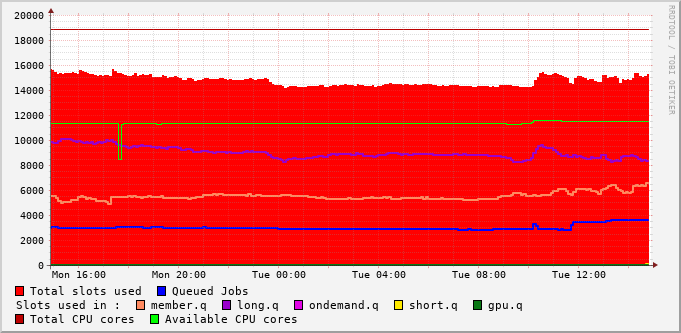 20000
18000
16000
14000
12000
10000
8000
6000
4000
2000
0
Mon 16:00 Mon 20:00 Tue 00:00 Tue 04:00 Tue 08:00 Tue 12:00
Total slots used Queued Jobs
Slots used in : member.q long.q ondemand.q short.q gpu.q
Total CPU cores Available CPU cores
RRDTOOL / TOBI OETIKER